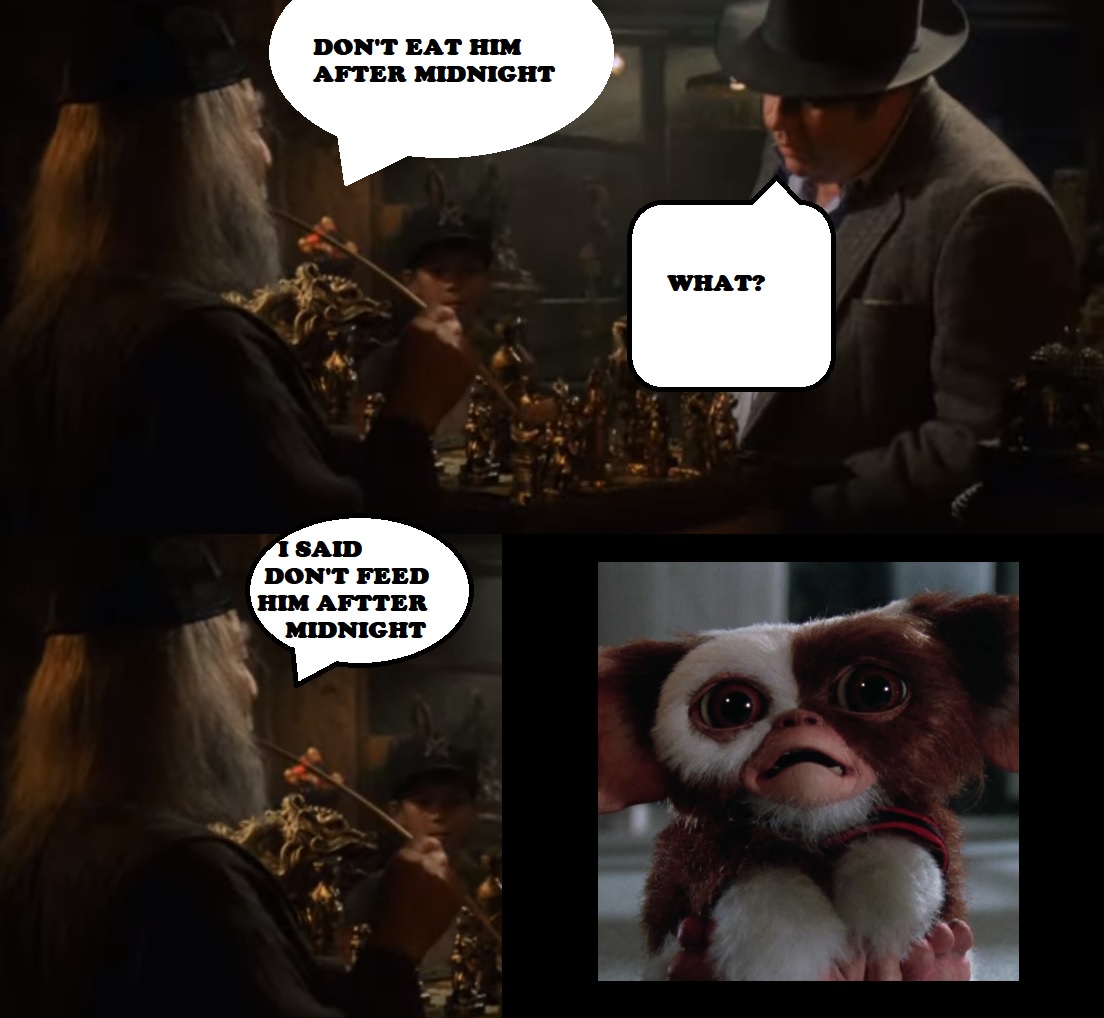 DON'T EAT HIM
AFTER MIDNIGHT
WHAT?
I SAID
DON'T FEED
HIM AFTTER
MIDNIGHT